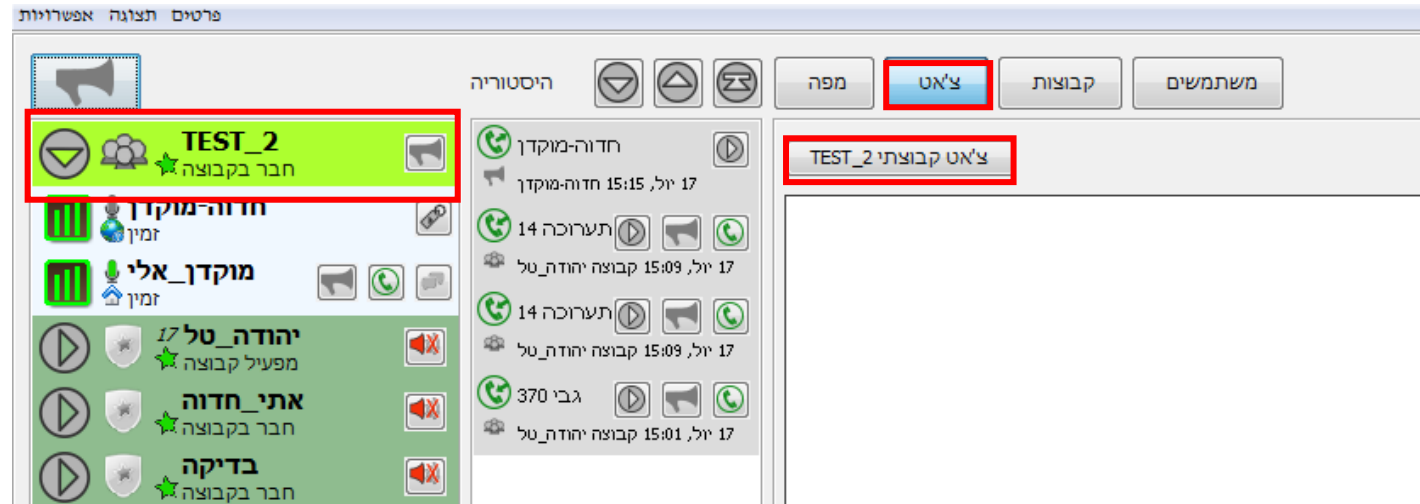 פרטים תצוגה אפשרויות
היסטוריה
מפה
צ'אט
קבוצות
משתמשים
TEST_2
חבר בקבוצה
חדוה-מוקדן
זמין
מוקדן_אלי
זמין
יהודה_טל 17
מפעיל קבוצה
אתי_חדוה
חבר בקבוצה
בדיקה
חבר בקבוצה
חדוה-מוקדן
17 יול, 15:15 חדוה-מוקדן
תערוכה 14
17 יול, 15:09 קבוצה יהודה_טל
תערוכה 14
17 יול, 15:09 קבוצה יהודה_טל
גבי 370
17 יול, 15:01 קבוצה יהודה_טל
צ'אט קבוצתי TEST_2